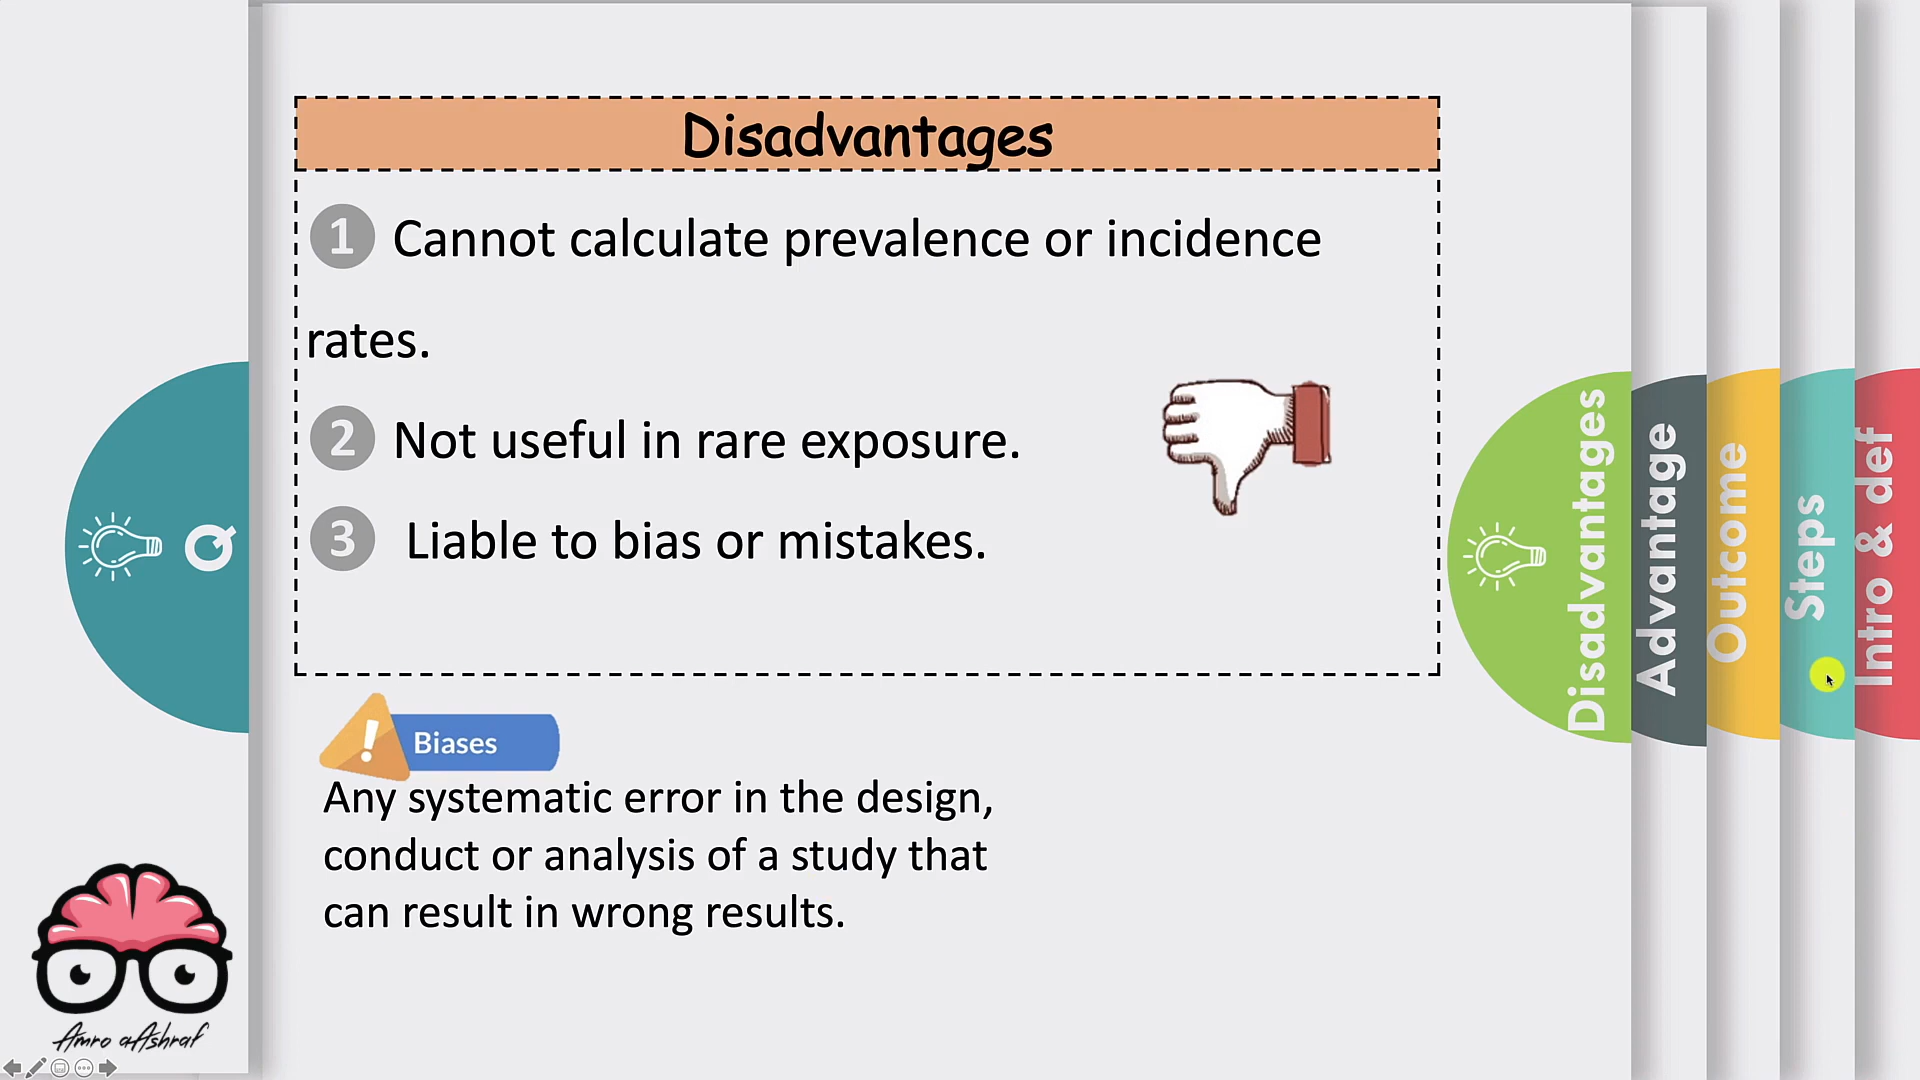 Disadvantages
1 Cannot calculate prevalence or incidence
rates.
2 Not useful in rare exposure.
3 Liable to bias or mistakes.
! Biases
Any systematic error in the design,
conduct or analysis of a study that
can result in wrong results.
Q
Disadvantages
Advantage
Outcome
Steps
Intro & def
Amro aAshraf